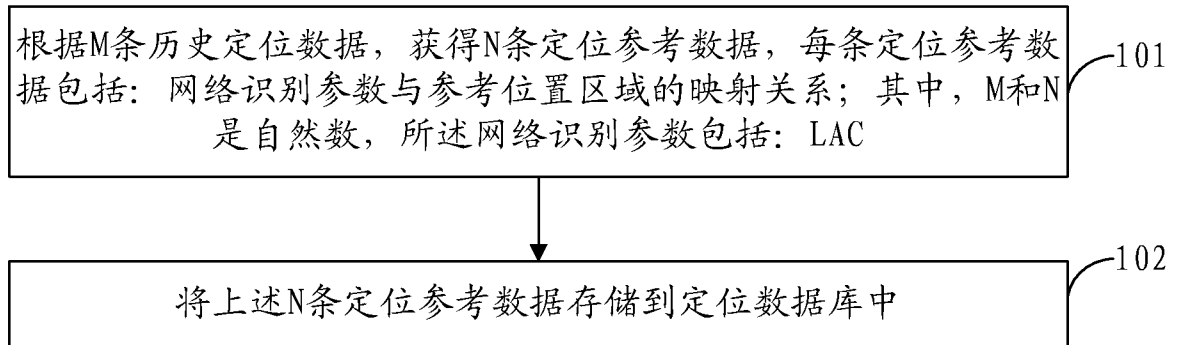 根据M条历史定位数据，获得N条定位参考数据，每条定位参考数
据包括：网络识别参数与参考位置区域的映射关系；其中，M和N
是自然数，所述网络识别参数包括：LAC
101
将上述N条定位参考数据存储到定位数据库中
102